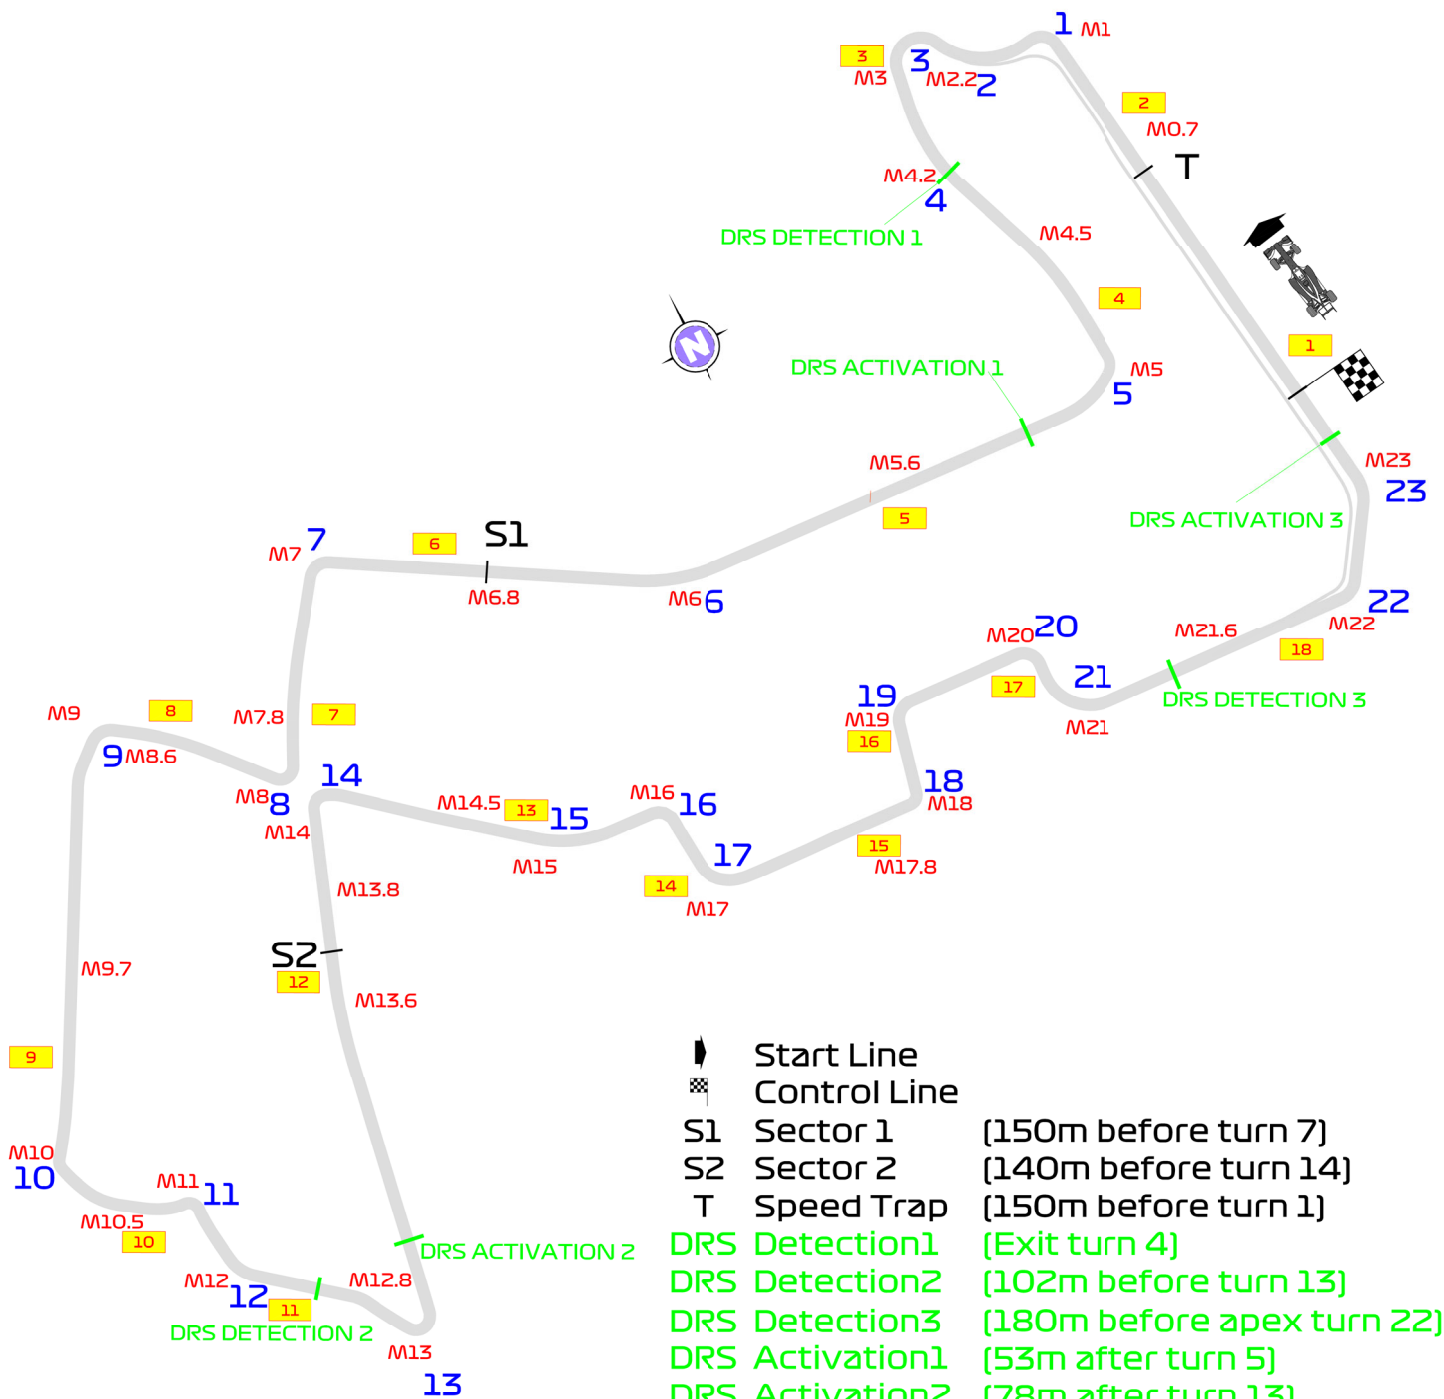 1 M1
3
3
M3
M2.2
2
2
M0.7
T
M4.2
4
DRS DETECTION 1
M4.5
4
N
1
DRS ACTIVATION 1
M5
5
M5.6
M23
23
5
DRS ACTIVATION 3
7
M7
6
S1
M6.8
M6 6
22
M22
M20 20
M21.6
18
21
17
DRS DETECTION 3
19
M19
16
M21
M9
8
M7.8
7
9 M8.6
14
M8 8
M14
M14.5
13
15
M16 16
18
M18
M15
17
15
M17.8
14
M17
M13.8
S2
12
M9.7
M13.6
9
M10
10
M11
11
M10.5
10
M12
12
11
M12.8
DRS ACTIVATION 2
DRS DETECTION 2
M13
13
Start Line
Control Line
S1 Sector 1 (150m before turn 7)
S2 Sector 2 (140m before turn 14)
T Speed Trap (150m before turn 1)
DRS Detection1 (Exit turn 4)
DRS Detection2 (102m before turn 13)
DRS Detection3 (180m before apex turn 22)
DRS Activation1 (53m after turn 5)
DRS Activation2 (78m after turn 13)